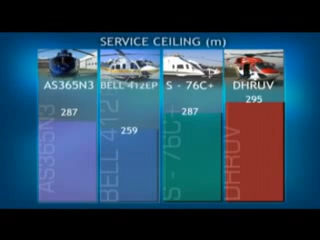 SERVICE CEILING (m)
AS365N3 BELL 412EP S - 76C+ DHRUV
287 259 287 295
AS365N3 BELL 412 S - 76C+ DHRUV